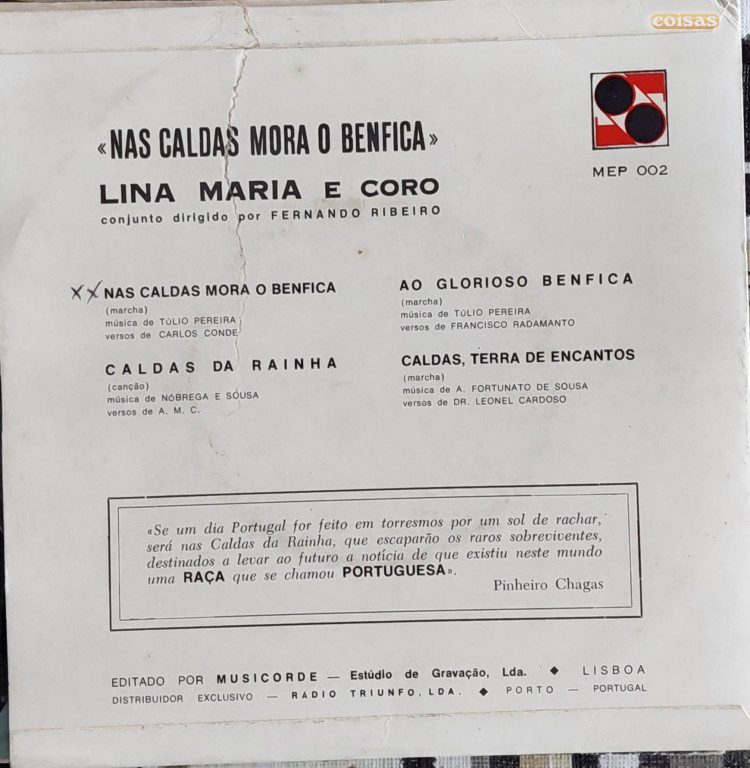 coisas
«NAS CALDAS MORA O BENFICA»
MEP 002
LINA MARIA E CORO
conjunto dirigido por FERNANDO RIBEIRO
XX NAS CALDAS MORA O BENFICA
(marcha)
música de TÚLIO PEREIRA
versos de CARLOS CONDE
CALDAS DA RAINHA
(canção)
música de NÓBREGA E SOUSA
versos de A. M. C.
AO GLORIOSO BENFICA
(marcha)
música de TÚLIO PEREIRA
versos de FRANCISCO RADAMANTO
CALDAS, TERRA DE ENCANTOS
(marcha)
música de A. FORTUNATO DE SOUSA
versos de DR. LEONEL CARDOSO
«Se um dia Portugal for feito em torresmos por um sol de rachar,
será nas Caldas da Rainha, que escaparão os raros sobreviventes,
destinados a levar ao futuro a notícia de que existiu neste mundo
uma RAÇA que se chamou PORTUGUESA».
Pinheiro Chagas
EDITADO POR MUSICORDE — Estúdio de Gravação, Lda. ◆ LISBOA
DISTRIBUIDOR EXCLUSIVO — RÁDIO TRIUNFO, LDA. ◆ PORTO — PORTUGAL